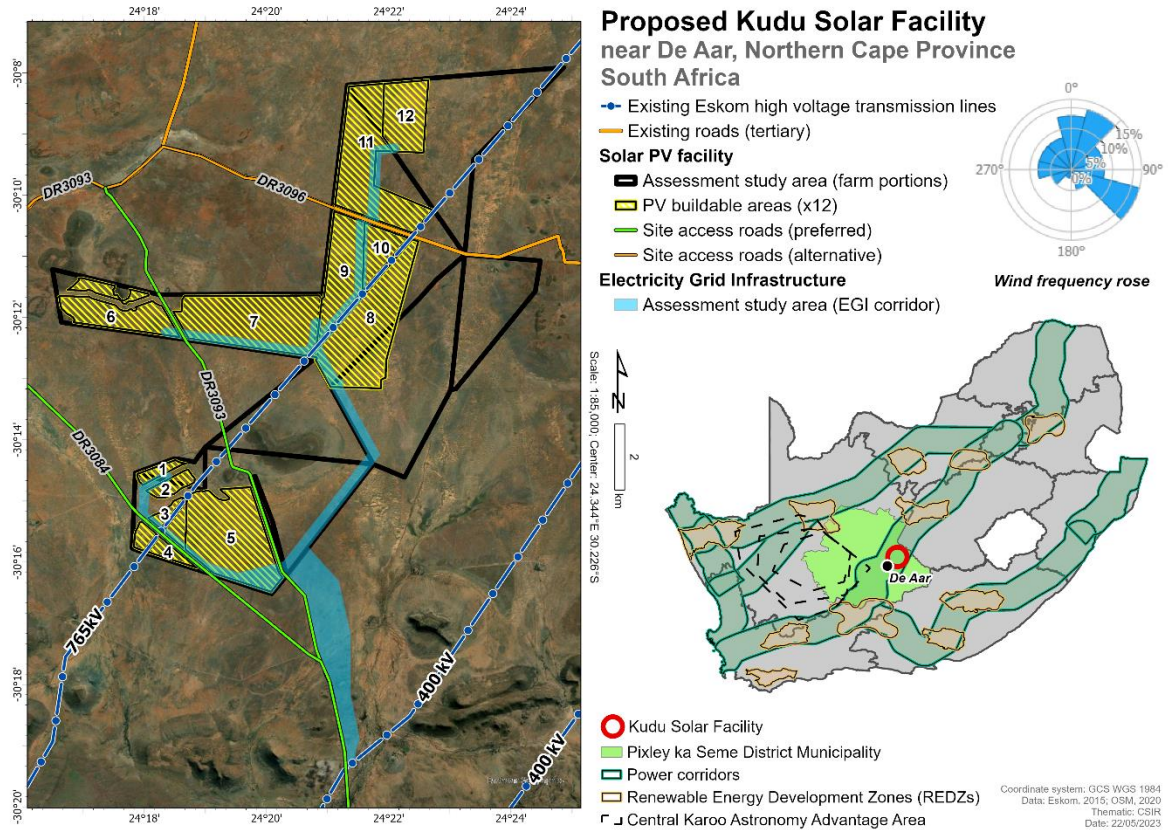 24°18'
24°20'
24°22'
24°24'
-30°8'
-30°10'
-30°12'
-30°14'
-30°16'
-30°18'
-30°20'
DR3093
DR3096
12
11
10
9
8
7
6
DR3093
DR3084
1
2
3
4
5
765kV
400 kV
400 kV
24°18'
24°20'
24°22'
24°24'
Scale: 1:85,000; Center: 24.344°E 30.226°S
2
km
Proposed Kudu Solar Facility
near De Aar, Northern Cape Province
South Africa
Existing Eskom high voltage transmission lines
Existing roads (tertiary)
Solar PV facility
Assessment study area (farm portions)
PV buildable areas (x12)
Site access roads (preferred)
Site access roads (alternative)
Electricity Grid Infrastructure
Assessment study area (EGI corridor)
0°
15%
10%
5%
0%
270°
90°
180°
Wind frequency rose
De Aar
Kudu Solar Facility
Pixley ka Seme District Municipality
Power corridors
Renewable Energy Development Zones (REDZs)
Central Karoo Astronomy Advantage Area
Coordinate system: GCS WGS 1984
Data: Eskom. 2015; OSM, 2020
Thematic: CSIR
Date: 22/05/2023